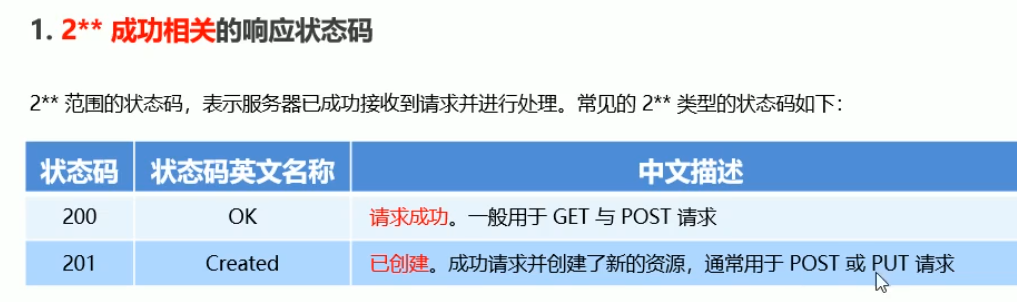 1. 2** 成功相关的响应状态码
2** 范围的状态码，表示服务器已成功接收到请求并进行处理。常见的 2** 类型的状态码如下：
状态码 状态码英文名称 中文描述
200 OK 请求成功。一般用于 GET 与 POST 请求
201 Created 已创建。成功请求并创建了新的资源，通常用于 POST 或 PUT 请求